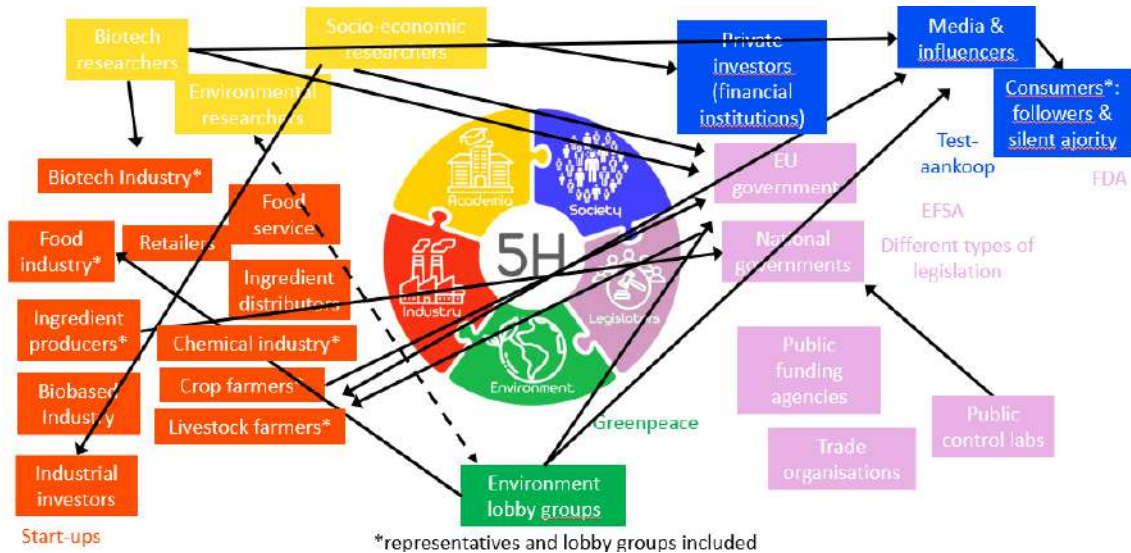 Biotech
researchers
Socio-economic
researchers
Environmental
researchers
Private
investors
(financial
institutions)
Media &
influencers
Consumers*:
followers &
silent ajority
Test-
aankoop
FDA
EU
government
EFSA
National
governments
Different types of
legislation
Public
funding
agencies
Public
control labs
Trade
organisations
Biotech Industry*
Food
service
Food
industry*
Retailers
Ingredient
distributors
Ingredient
producers*
Chemical industry*
Crop farmers*
Biobased
Industry
Livestock farmers*
Industrial
investors
Start-ups
Academia
Society
5H
Industry
Legislators
Environment
Greenpeace
Environment
lobby groups
*representatives and lobby groups included